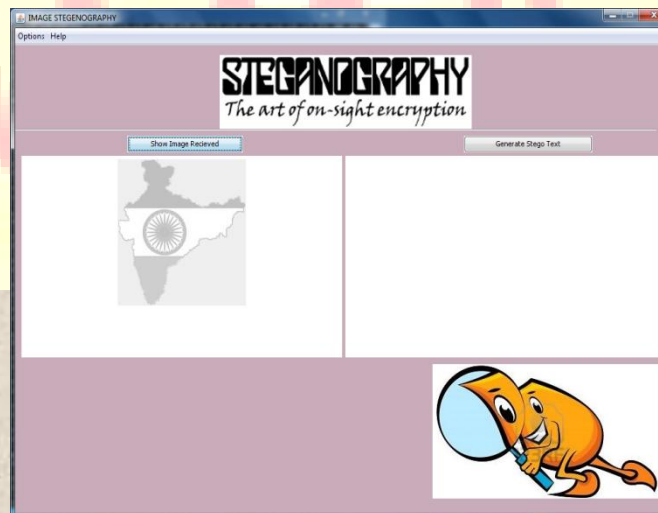 IMAGE STEGENOGRAPHY
Options Help
STEGANOGRAPHY
The art of on-sight encryption
Show Image Recieved
Generate Stego Text